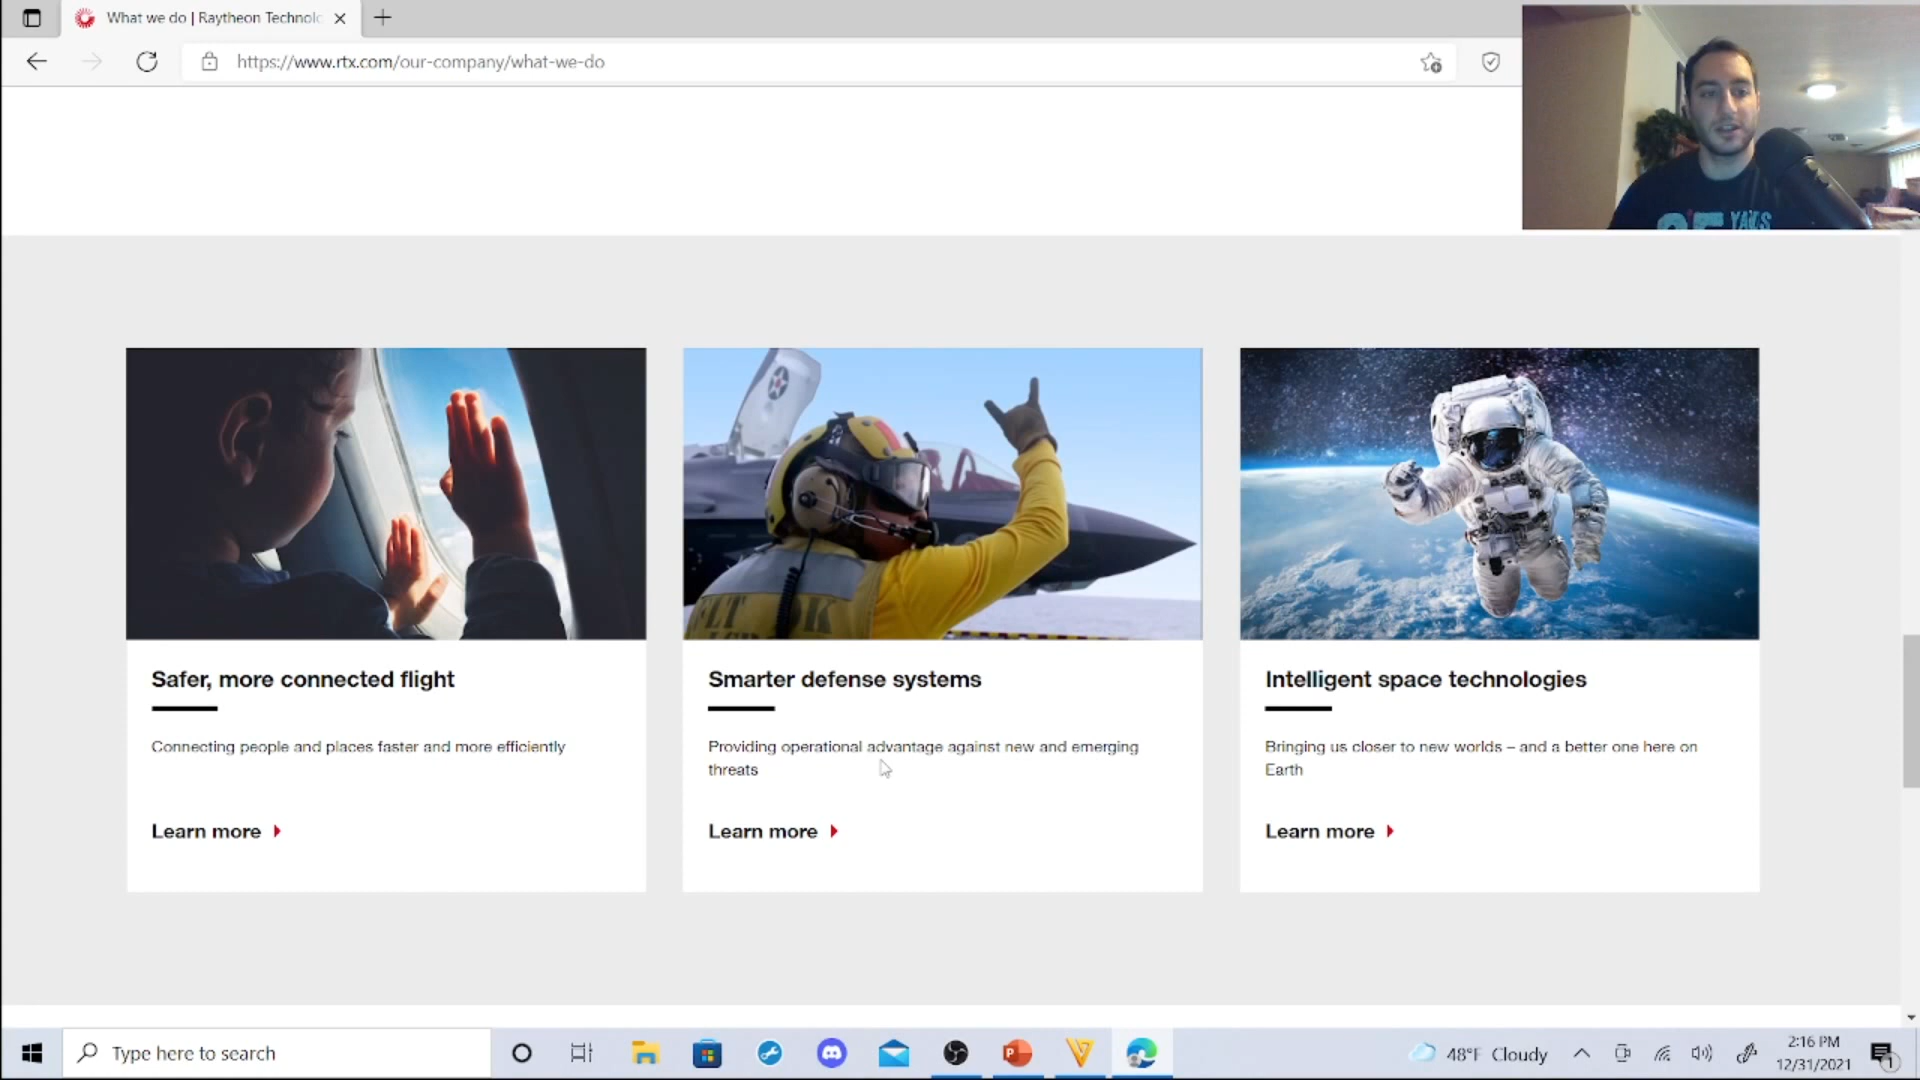 What we do | Raytheon Technolo
https://www.rtx.com/our-company/what-we-do
YARDS
Safer, more connected flight
Smarter defense systems
Intelligent space technologies
Connecting people and places faster and more efficiently
Providing operational advantage against new and emerging
threats
Bringing us closer to new worlds – and a better one here on
Earth
Learn more
Learn more
Learn more
Type here to search
48°F Cloudy
2:16 PM
12/31/2021
1